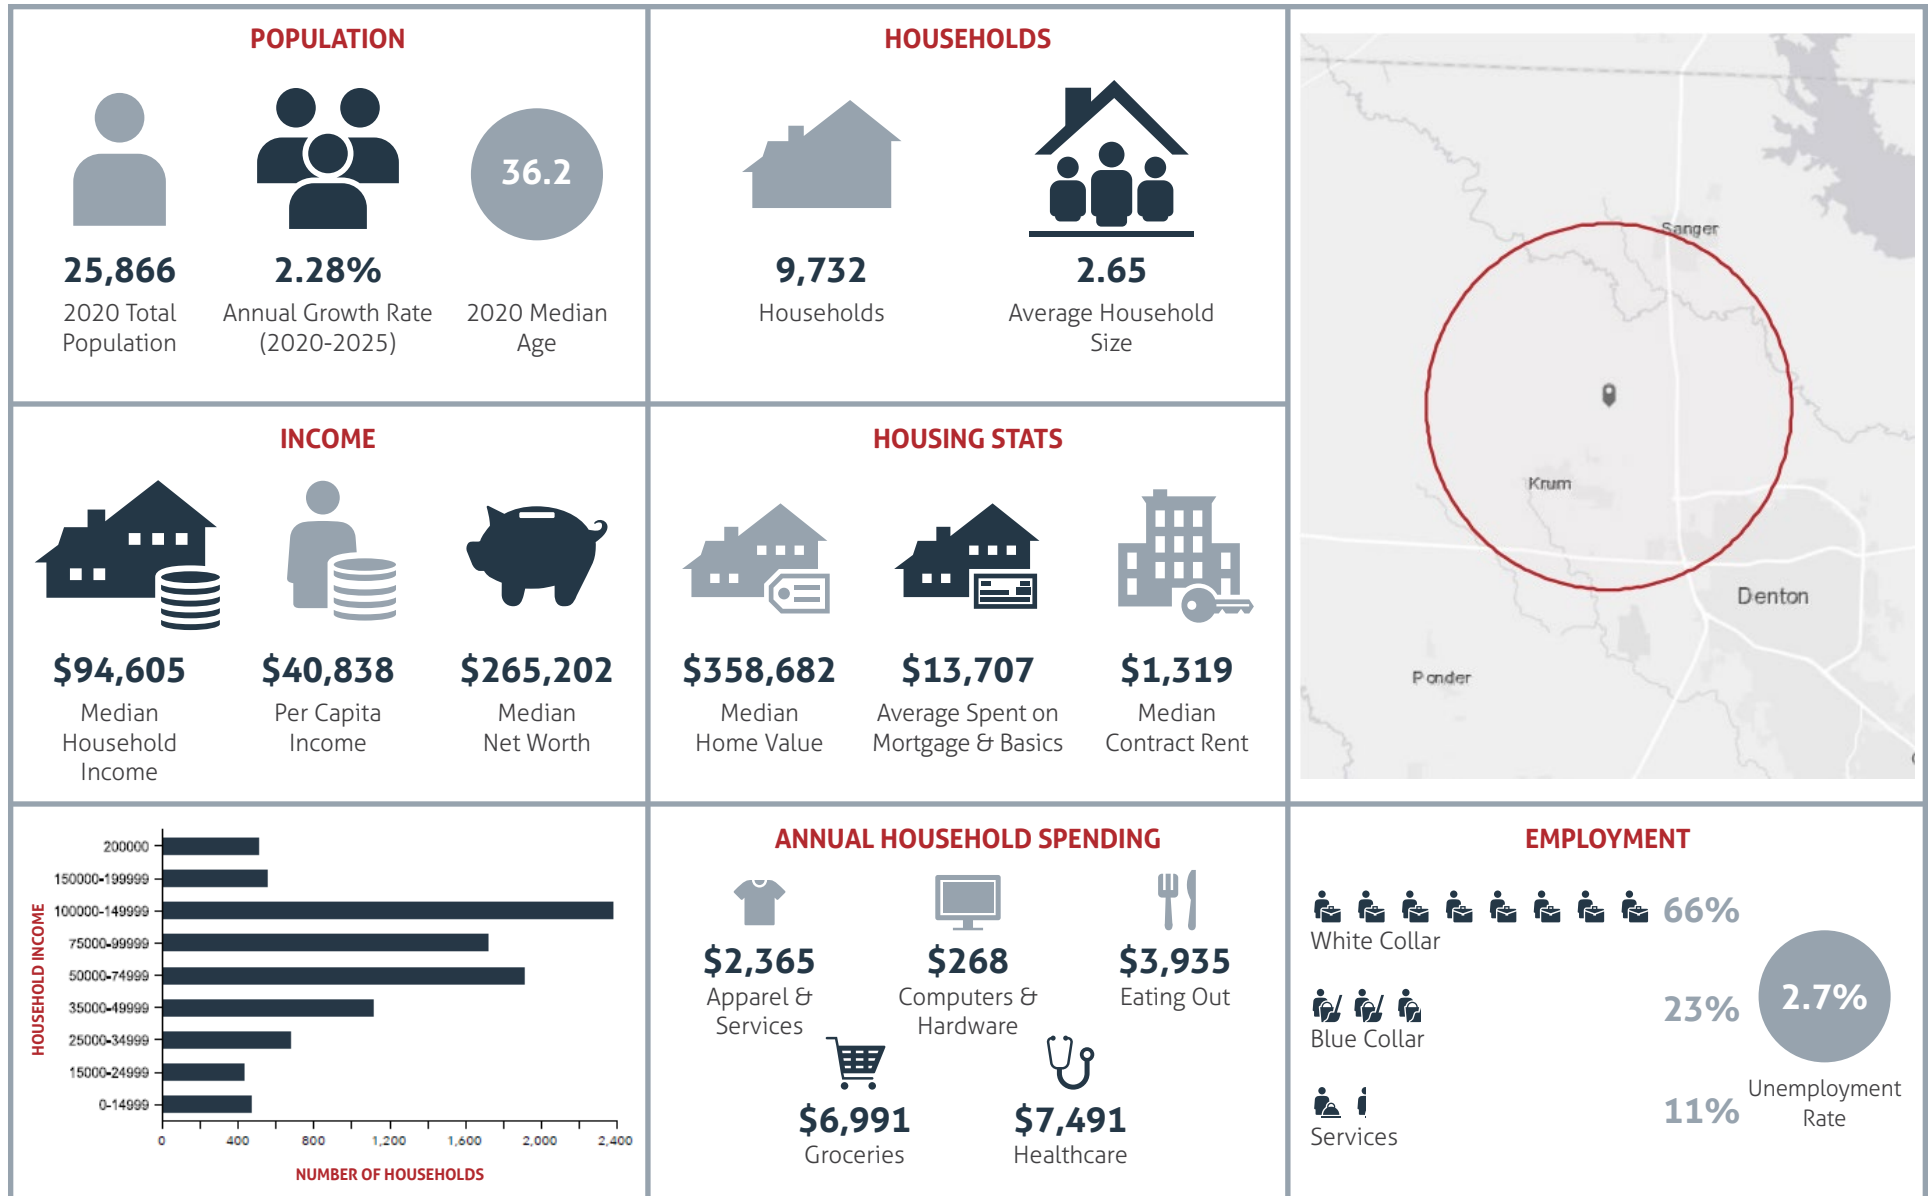 POPULATION
36.2
25,866
2020 Total
Population
2.28%
Annual Growth Rate
(2020-2025)
2020 Median
Age
HOUSEHOLDS
9,732
Households
2.65
Average Household
Size
Sanger
Krum
Denton
Ponder
INCOME
$94,605
Median
Household
Income
$40,838
Per Capita
Income
$265,202
Median
Net Worth
HOUSING STATS
$358,682
Median
Home Value
$13,707
Average Spent on
Mortgage & Basics
$1,319
Median
Contract Rent
HOUSEHOLD INCOME
200000
150000-199999
100000-149999
75000-99999
50000-74999
35000-49999
25000-34999
15000-24999
0-14999
0 400 800 1,200 1,600 2,000 2,400
NUMBER OF HOUSEHOLDS
ANNUAL HOUSEHOLD SPENDING
$2,365
Apparel &
Services
$268
Computers &
Hardware
$3,935
Eating Out
$6,991
Groceries
$7,491
Healthcare
EMPLOYMENT
66%
White Collar
23%
Blue Collar
11%
Services
2.7%
Unemployment
Rate